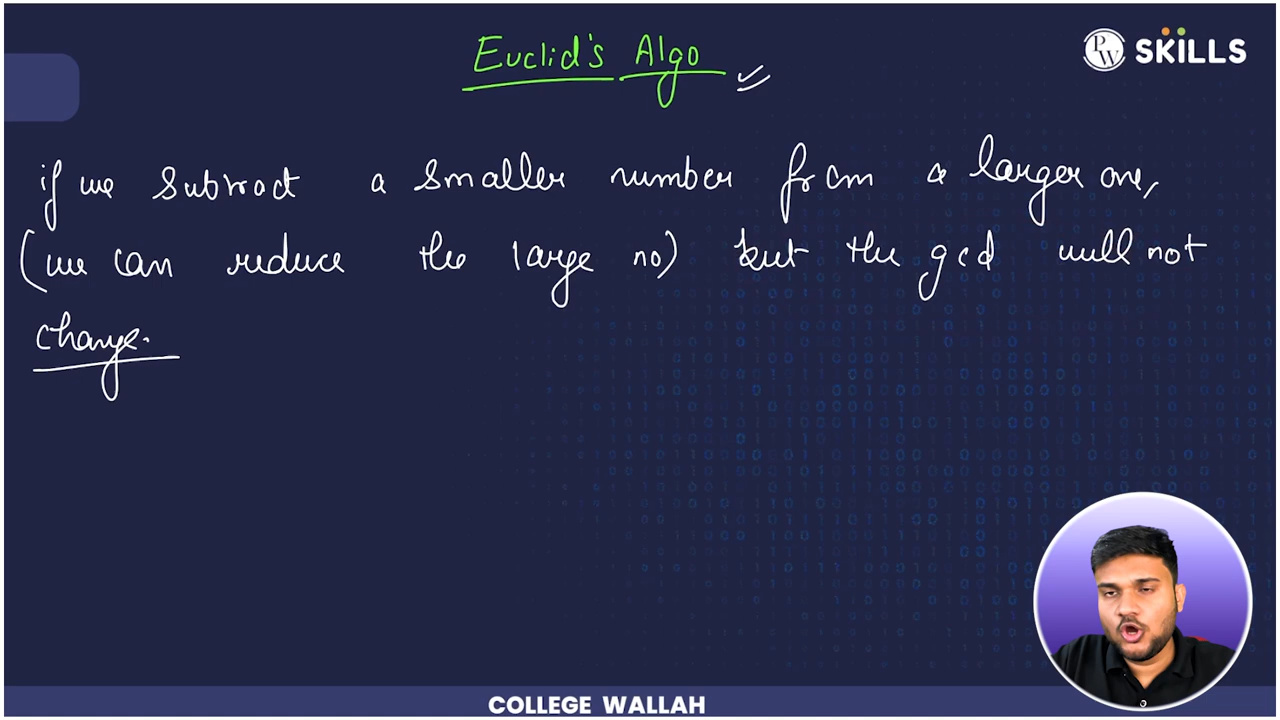 Euclid's Algo
PW SKILLS
if we subtract a smaller number from a larger one,
(we can reduce the large no) but the gcd will not
change.
COLLEGE WALLAH